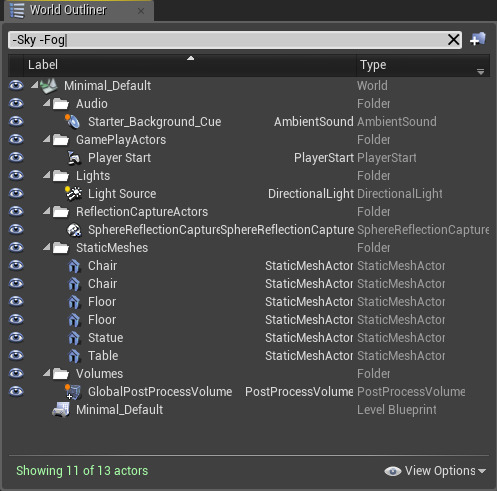 World Outliner
-Sky -Fog
Label Type
Minimal_Default World
Audio Folder
Starter_Background_Cue AmbientSound AmbientSound
GamePlayActors Folder
Player Start PlayerStart PlayerStart
Lights Folder
Light Source DirectionalLight DirectionalLight
ReflectionCaptureActors Folder
SphereReflectionCapture SphereReflectionCapture SphereReflectionCapture
StaticMeshes Folder
Chair StaticMeshActor StaticMeshActor
Chair StaticMeshActor StaticMeshActor
Floor StaticMeshActor StaticMeshActor
Floor StaticMeshActor StaticMeshActor
Statue StaticMeshActor StaticMeshActor
Table StaticMeshActor StaticMeshActor
Volumes Folder
GlobalPostProcessVolume PostProcessVolume PostProcessVolume
Minimal_Default Level Blueprint
Showing 11 of 13 actors View Options